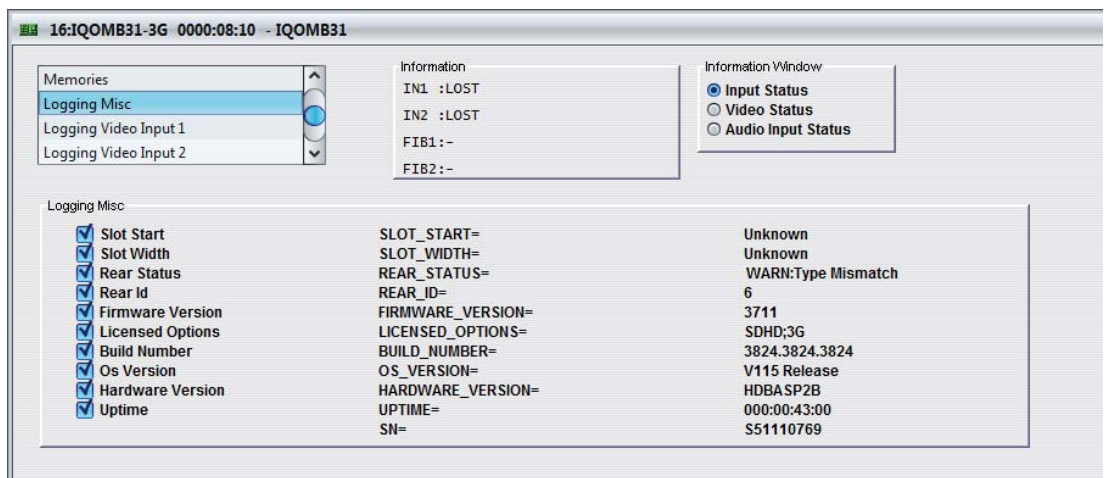 16:IQOMB31-3G 0000:08:10 - IQOMB31
Memories
Logging Misc
Logging Video Input 1
Logging Video Input 2
Information
IN1 :LOST
IN2 :LOST
FIB1:-
FIB2:-
Information Window
Input Status
Video Status
Audio Input Status
Logging Misc
Slot Start SLOT_START= Unknown
Slot Width SLOT_WIDTH= Unknown
Rear Status REAR_STATUS= WARN:Type Mismatch
Rear Id REAR_ID= 6
Firmware Version FIRMWARE_VERSION= 3711
Licensed Options LICENSED_OPTIONS= SDHD;3G
Build Number BUILD_NUMBER= 3824.3824.3824
Os Version OS_VERSION= V115 Release
Hardware Version HARDWARE_VERSION= HDBASP2B
Uptime UPTIME= 000:00:43:00
SN= S51110769